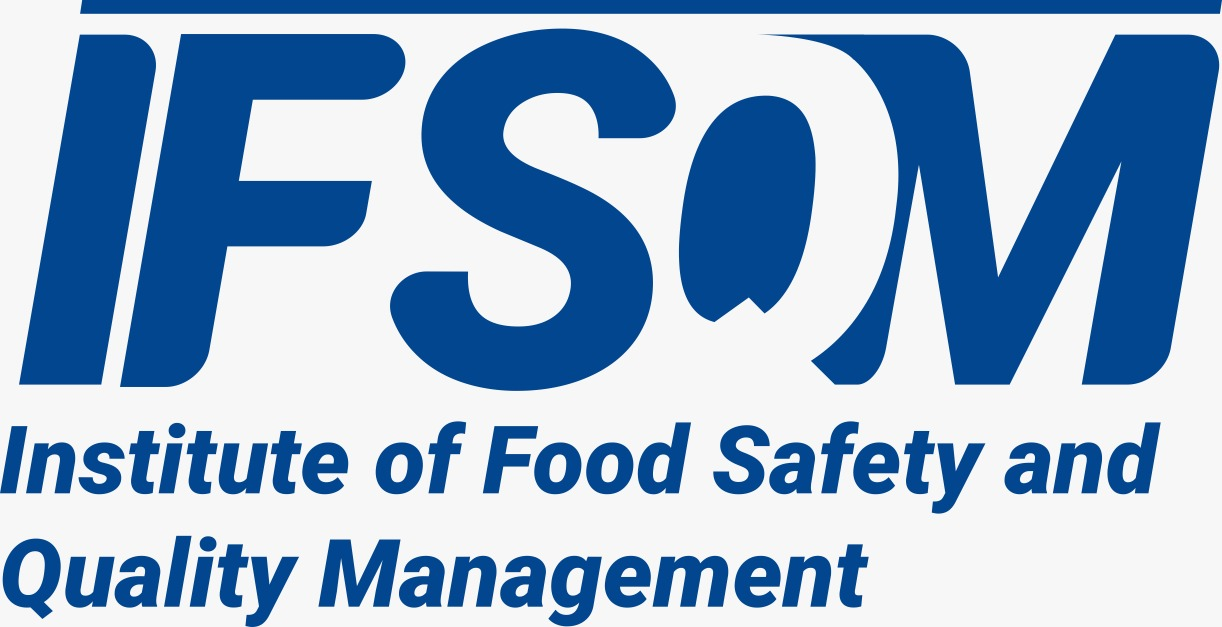 IFSQM
Institute of Food Safety and
Quality Management